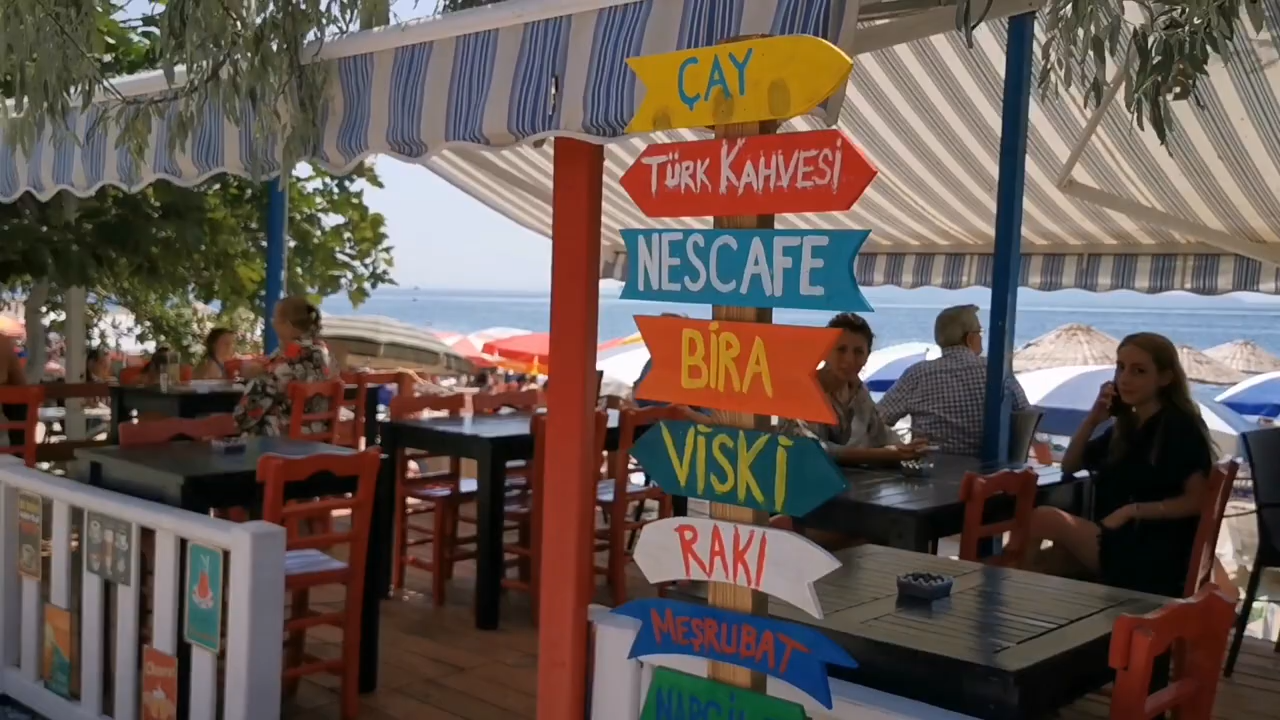 ÇAY
TÜRK KAHVESİ
NESCAFE
BİRA
VİSKİ
RAKI
MEŞRUBAT